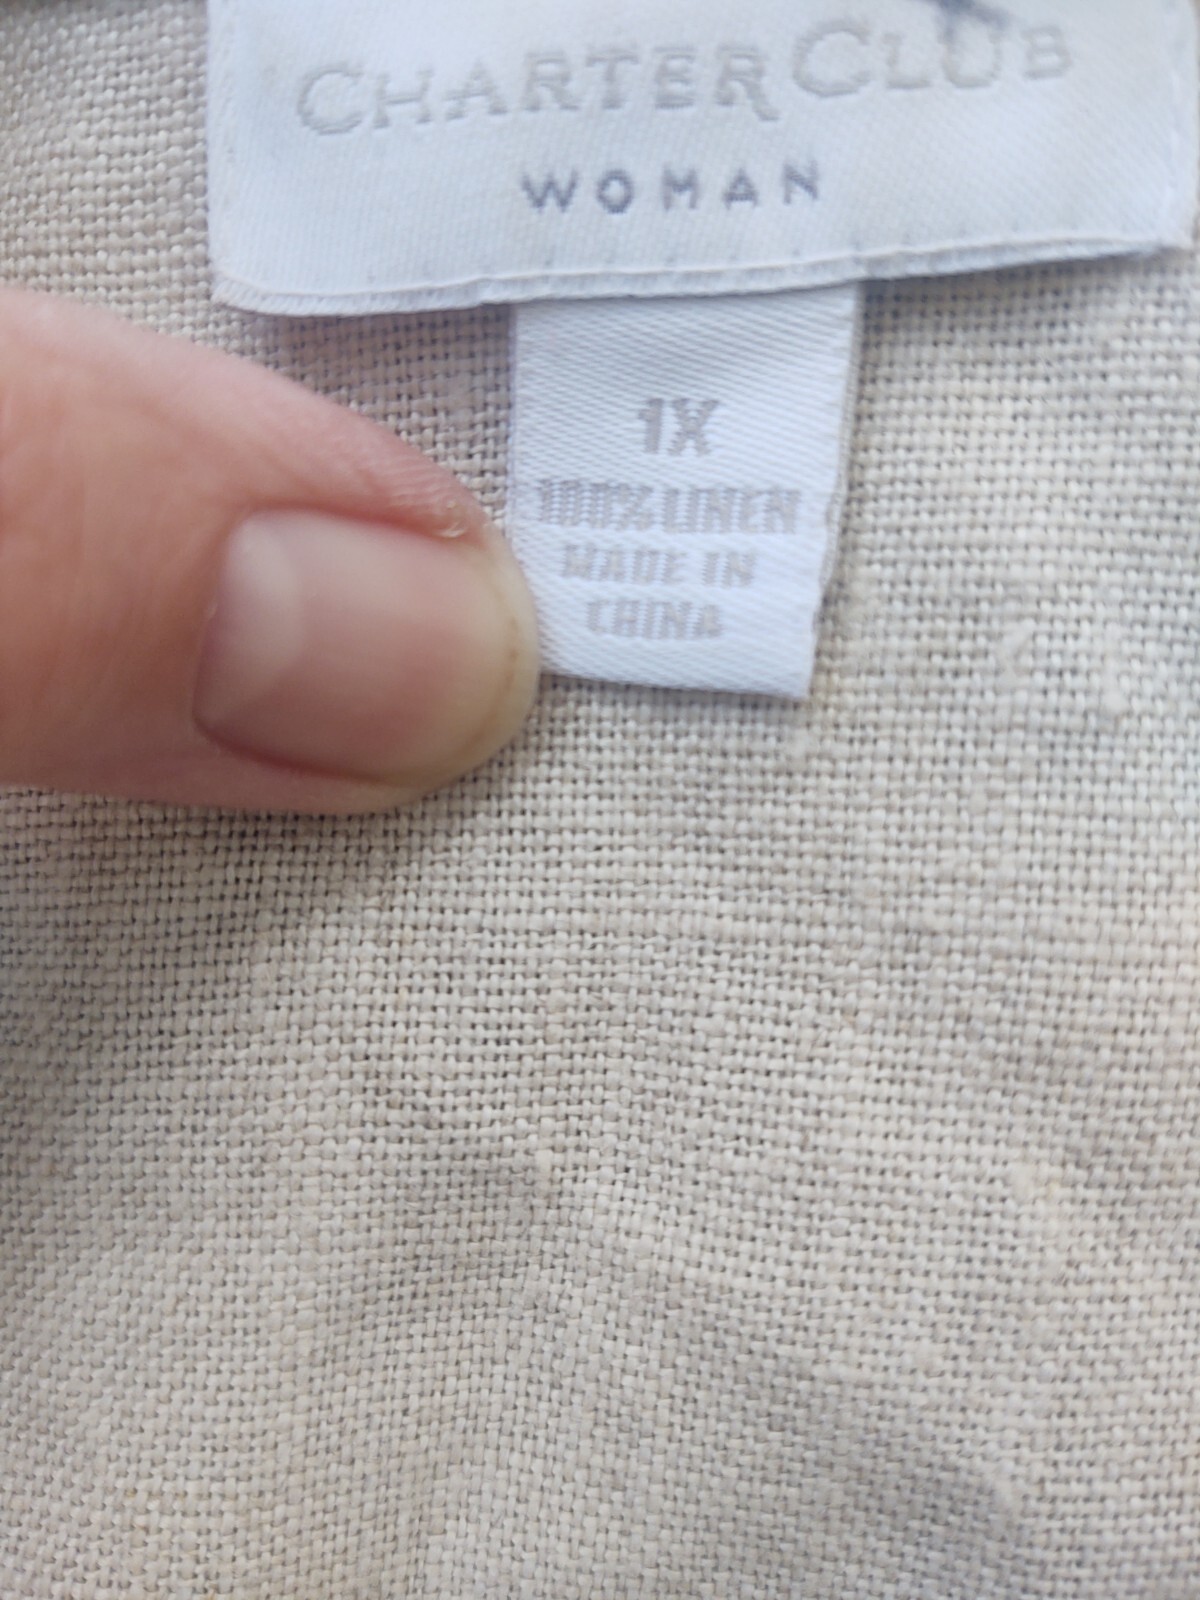 CHARTER CLUB
WOMAN
1X
100% LINEN
MADE IN
CHINA